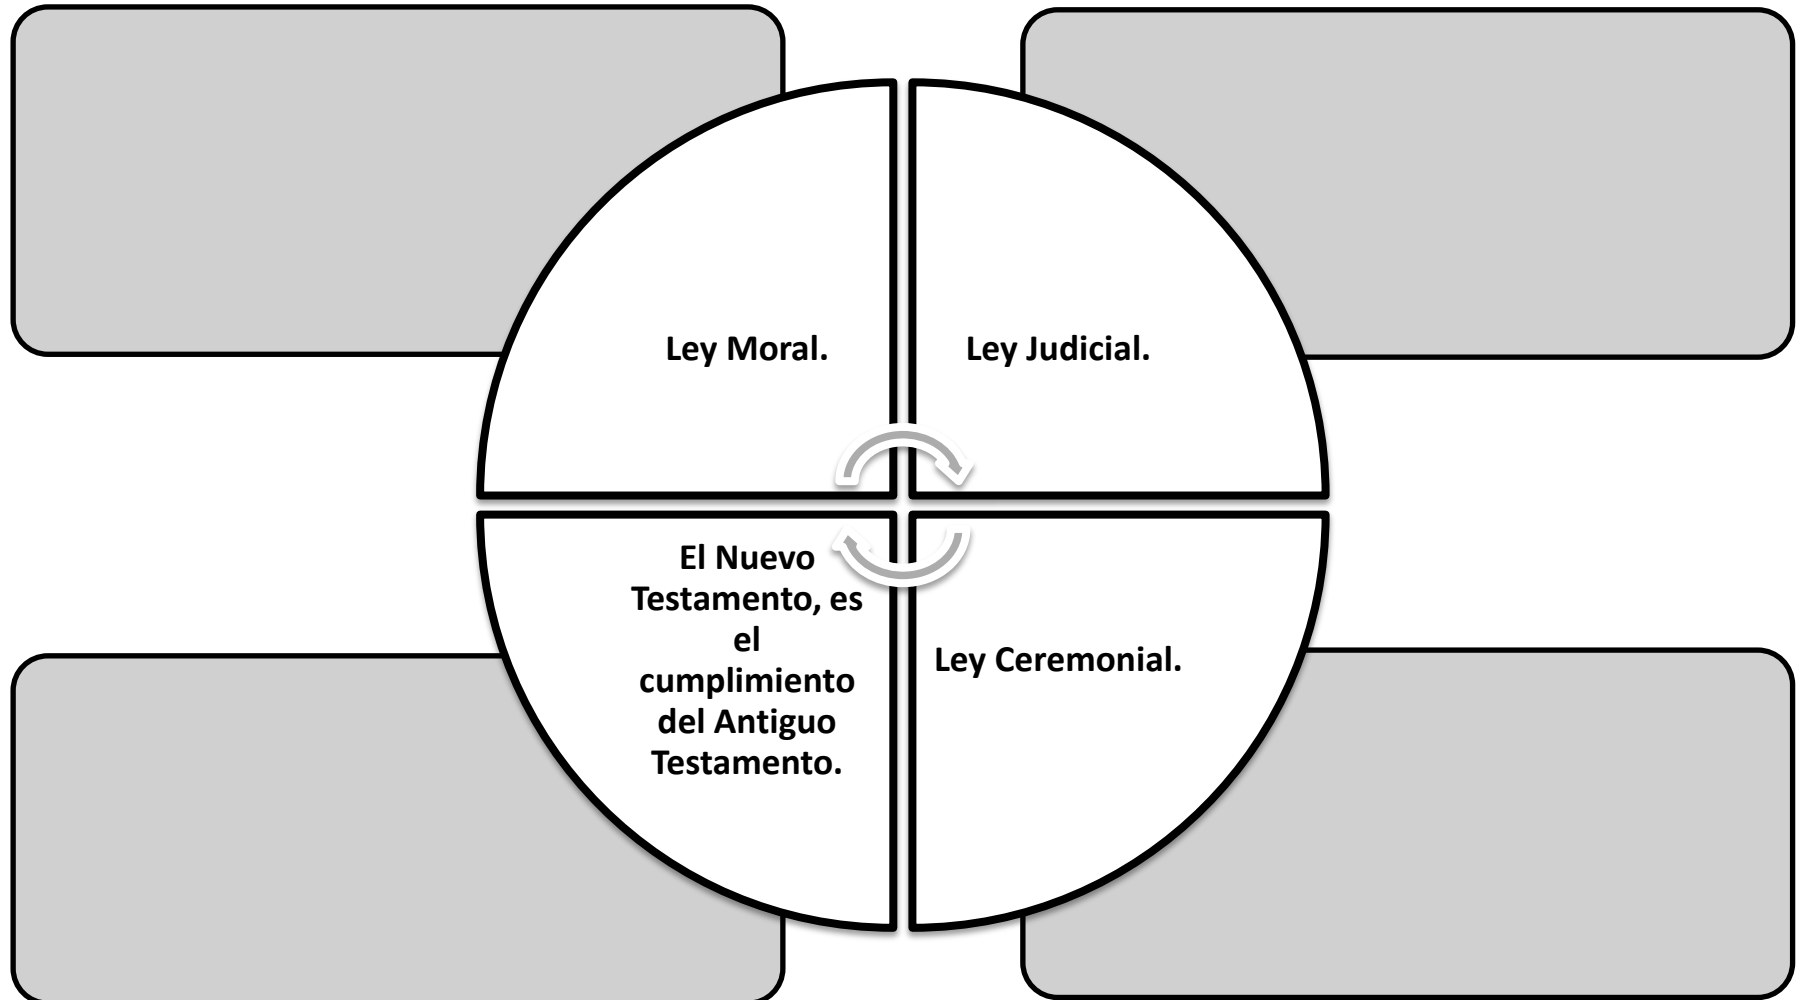 Ley Moral.
Ley Judicial.
El Nuevo
Testamento, es
el
cumplimiento
del Antiguo
Testamento.
Ley Ceremonial.